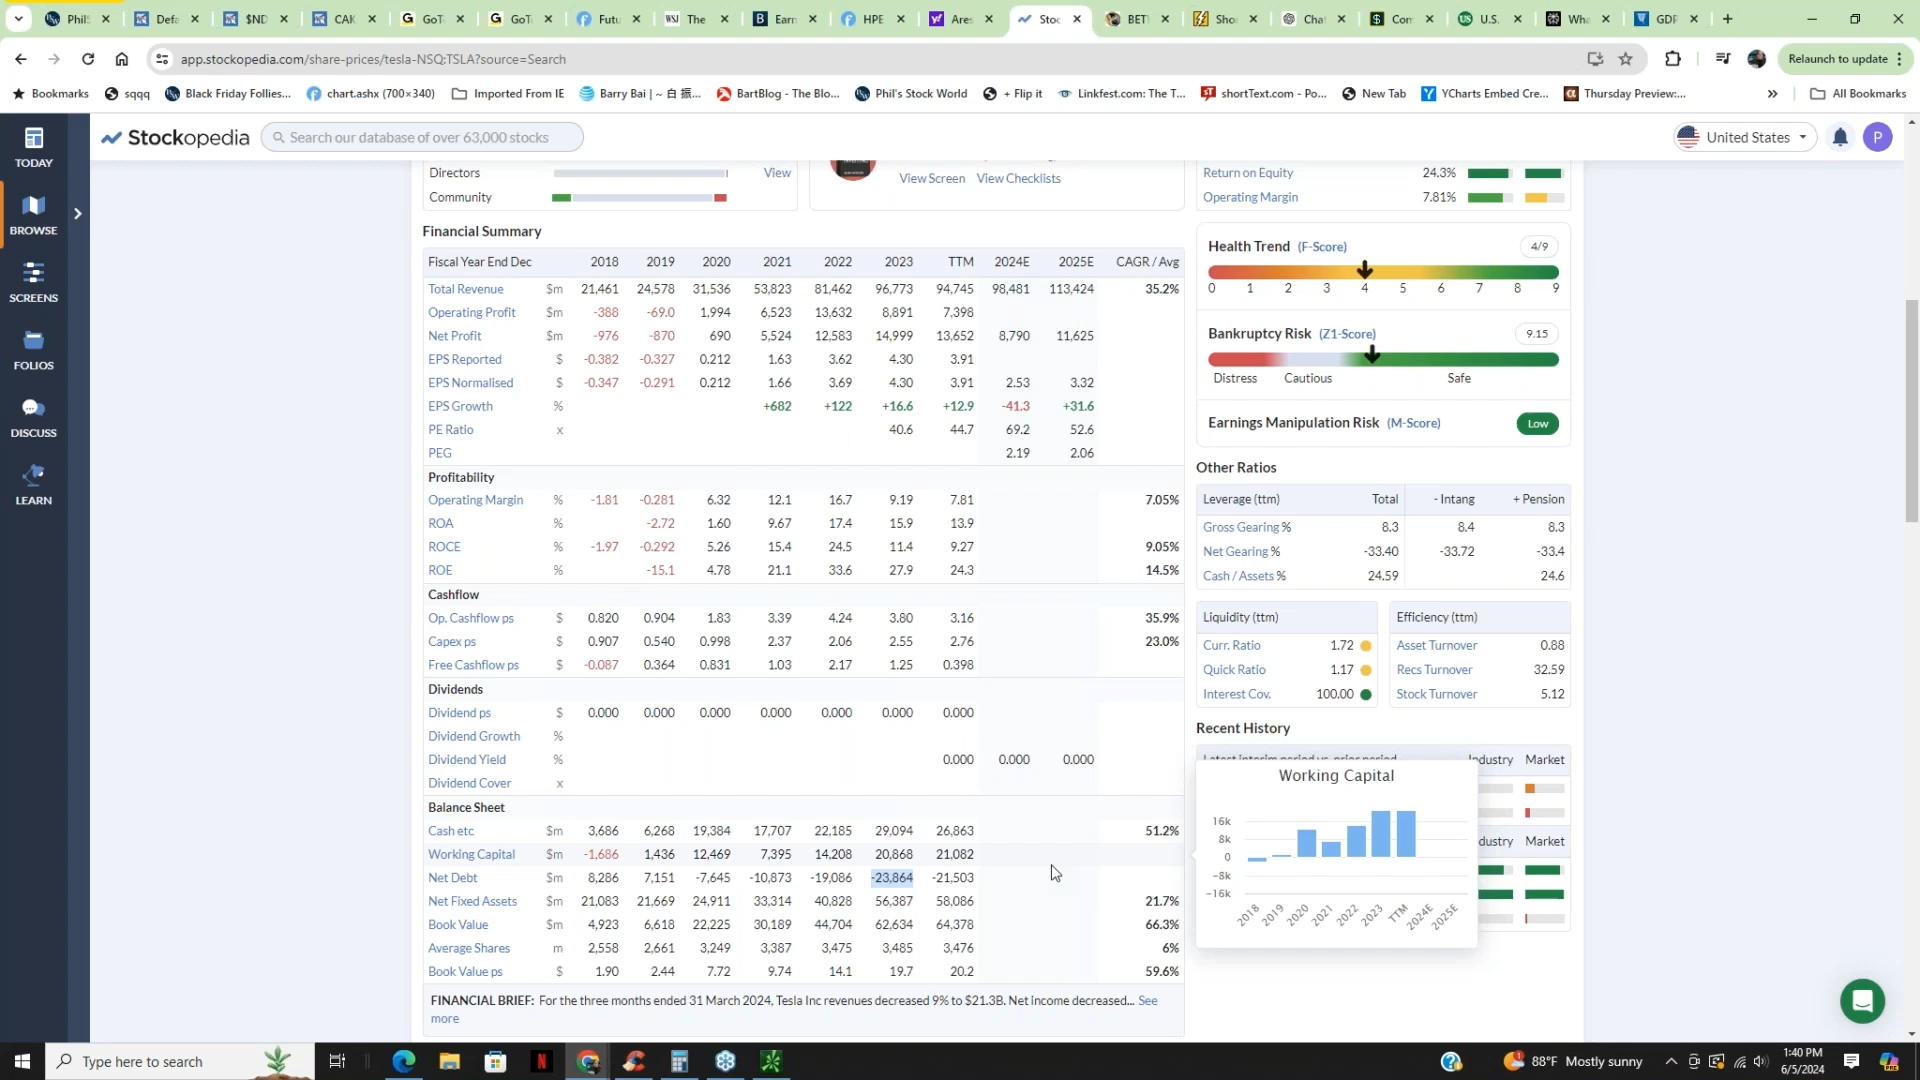 PhilS
Defa
$ND
CAK
GoT
GoT
Futu
WSJ The
Earn
HPE
Ares
Stoc
BET
Sho
Cha
Con
U.S.
Wha
GDP
app.stockopedia.com/share-prices/tesla-NSQ:TSLA?source=Search
Relaunch to update
Bookmarks
sqqq
Black Friday Follies...
chart.ashx (700×340)
Imported From IE
Barry Bai | ~ 白 振...
BartBlog - The Blo...
Phil's Stock World
+ Flip it
Linkfest.com: The T...
shortText.com - Po...
New Tab
YCharts Embed Cre...
Thursday Preview:...
All Bookmarks
TODAY
BROWSE
SCREENS
FOLIOS
DISCUSS
LEARN
Stockopedia
Search our database of over 63,000 stocks
United States
P
Directors View
Community
View Screen View Checklists
Return on Equity 24.3%
Operating Margin 7.81%
Financial Summary
Fiscal Year End Dec 2018 2019 2020 2021 2022 2023 TTM 2024E 2025E CAGR / Avg
Total Revenue $m 21,461 24,578 31,536 53,823 81,462 96,773 94,745 98,481 113,424 35.2%
Operating Profit $m -388 -69.0 1,994 6,523 13,632 8,891 7,398
Net Profit $m -976 -870 690 5,524 12,583 14,999 13,652 8,790 11,625
EPS Reported $ -0.382 -0.327 0.212 1.63 3.62 4.30 3.91
EPS Normalised $ -0.347 -0.291 0.212 1.66 3.69 4.30 3.91 2.53 3.32
EPS Growth % +682 +122 +16.6 +12.9 -41.3 +31.6
PE Ratio x 40.6 44.7 69.2 52.6
PEG 2.19 2.06
Profitability
Operating Margin % -1.81 -0.281 6.32 12.1 16.7 9.19 7.81 7.05%
ROA % -2.72 1.60 9.67 17.4 15.9 13.9
ROCE % -1.97 -0.292 5.26 15.4 24.5 11.4 9.27 9.05%
ROE % -15.1 4.78 21.1 33.6 27.9 24.3 14.5%
Cashflow
Op. Cashflow ps $ 0.820 0.904 1.83 3.39 4.24 3.80 3.16 35.9%
Capex ps $ 0.907 0.540 0.998 2.37 2.06 2.55 2.76 23.0%
Free Cashflow ps $ -0.087 0.364 0.831 1.03 2.17 1.25 0.398
Dividends
Dividend ps $ 0.000 0.000 0.000 0.000 0.000 0.000 0.000
Dividend Growth %
Dividend Yield % 0.000 0.000 0.000
Dividend Cover x
Balance Sheet
Cash etc $m 3,686 6,268 19,384 17,707 22,185 29,094 26,863 51.2%
Working Capital $m -1,686 1,436 12,469 7,395 14,208 20,868 21,082
Net Debt $m 8,286 7,151 -7,645 -10,873 -19,086 -23,864 -21,503
Net Fixed Assets $m 21,083 21,669 24,911 33,314 40,828 56,387 58,086 21.7%
Book Value $m 4,923 6,618 22,225 30,189 44,704 62,634 64,378 66.3%
Average Shares m 2,558 2,661 3,249 3,387 3,475 3,485 3,476 6%
Book Value ps $ 1.90 2.44 7.72 9.74 14.1 19.7 20.2 59.6%
FINANCIAL BRIEF: For the three months ended 31 March 2024, Tesla Inc revenues decreased 9% to $21.3B. Net income decreased... See
more
Health Trend (F-Score) 4/9
0 1 2 3 4 5 6 7 8 9
Bankruptcy Risk (Z1-Score) 9.15
Distress Cautious Safe
Earnings Manipulation Risk (M-Score) Low
Other Ratios
Leverage (ttm) Total - Intang + Pension
Gross Gearing % 8.3 8.4 8.3
Net Gearing % -33.40 -33.72 -33.4
Cash / Assets % 24.59 24.6
Liquidity (ttm)
Curr. Ratio 1.72
Quick Ratio 1.17
Interest Cov. 100.00
Efficiency (ttm)
Asset Turnover 0.88
Recs Turnover 32.59
Stock Turnover 5.12
Recent History
Latest interim period vs. prior period Industry Market
Working Capital
16k
8k
0
-8k
-16k
2018 2019 2020 2021 2022 2023 TTM 2024E 2025E
dustry Market
Type here to search
88°F Mostly sunny
1:40 PM
6/5/2024